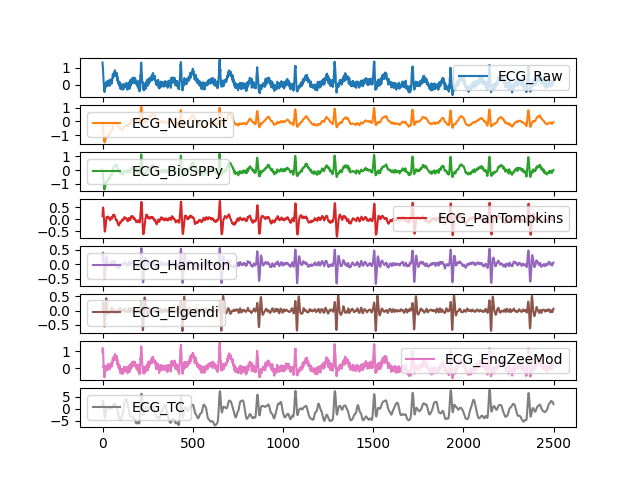 1
0
ECG_Raw
1
0
−1
ECG_NeuroKit
1
0
−1
ECG_BioSPPy
0.5
0.0
−0.5
ECG_PanTompkins
0.5
0.0
−0.5
ECG_Hamilton
0.5
0.0
−0.5
ECG_Elgendi
1
0
ECG_EngZeeMod
5
0
−5
ECG_TC
0 500 1000 1500 2000 2500